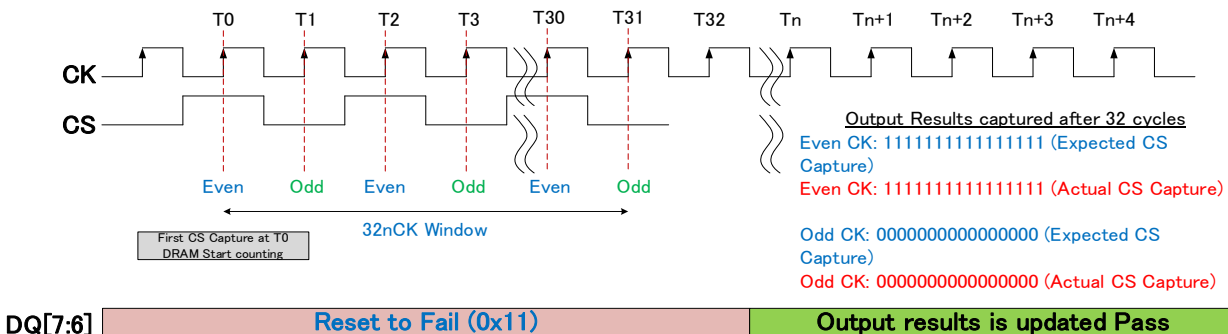 T0 T1 T2 T3 T30 T31 T32 Tn Tn+1 Tn+2 Tn+3 Tn+4
CK
CS
Even Odd Even Odd Even Odd
32nCK Window
First CS Capture at T0
DRAM Start counting
Output Results captured after 32 cycles
Even CK: 1111111111111111 (Expected CS
Capture)
Even CK: 1111111111111111 (Actual CS Capture)
Odd CK: 0000000000000000 (Expected CS
Capture)
Odd CK: 0000000000000000 (Actual CS Capture)
DQ[7:6] Reset to Fail (0x11) Output results is updated Pass